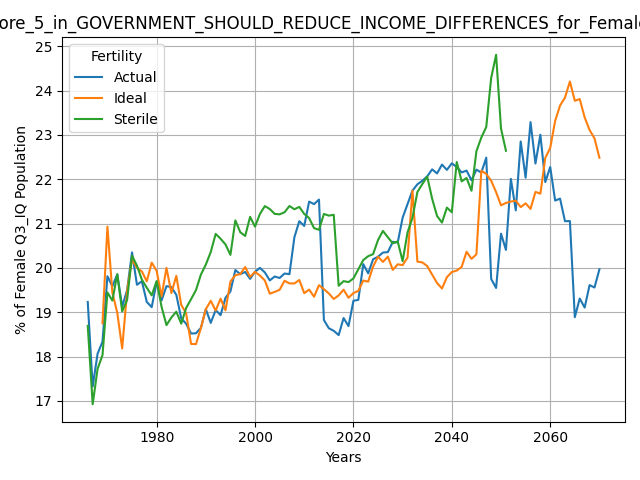 ore_5_in_GOVERNMENT_SHOULD_REDUCE_INCOME_DIFFERENCES_for_Female
Fertility
Actual
Ideal
Sterile
25
24
23
22
21
20
19
18
17
% of Female Q3_IQ Population
1980
2000
2020
2040
2060
Years